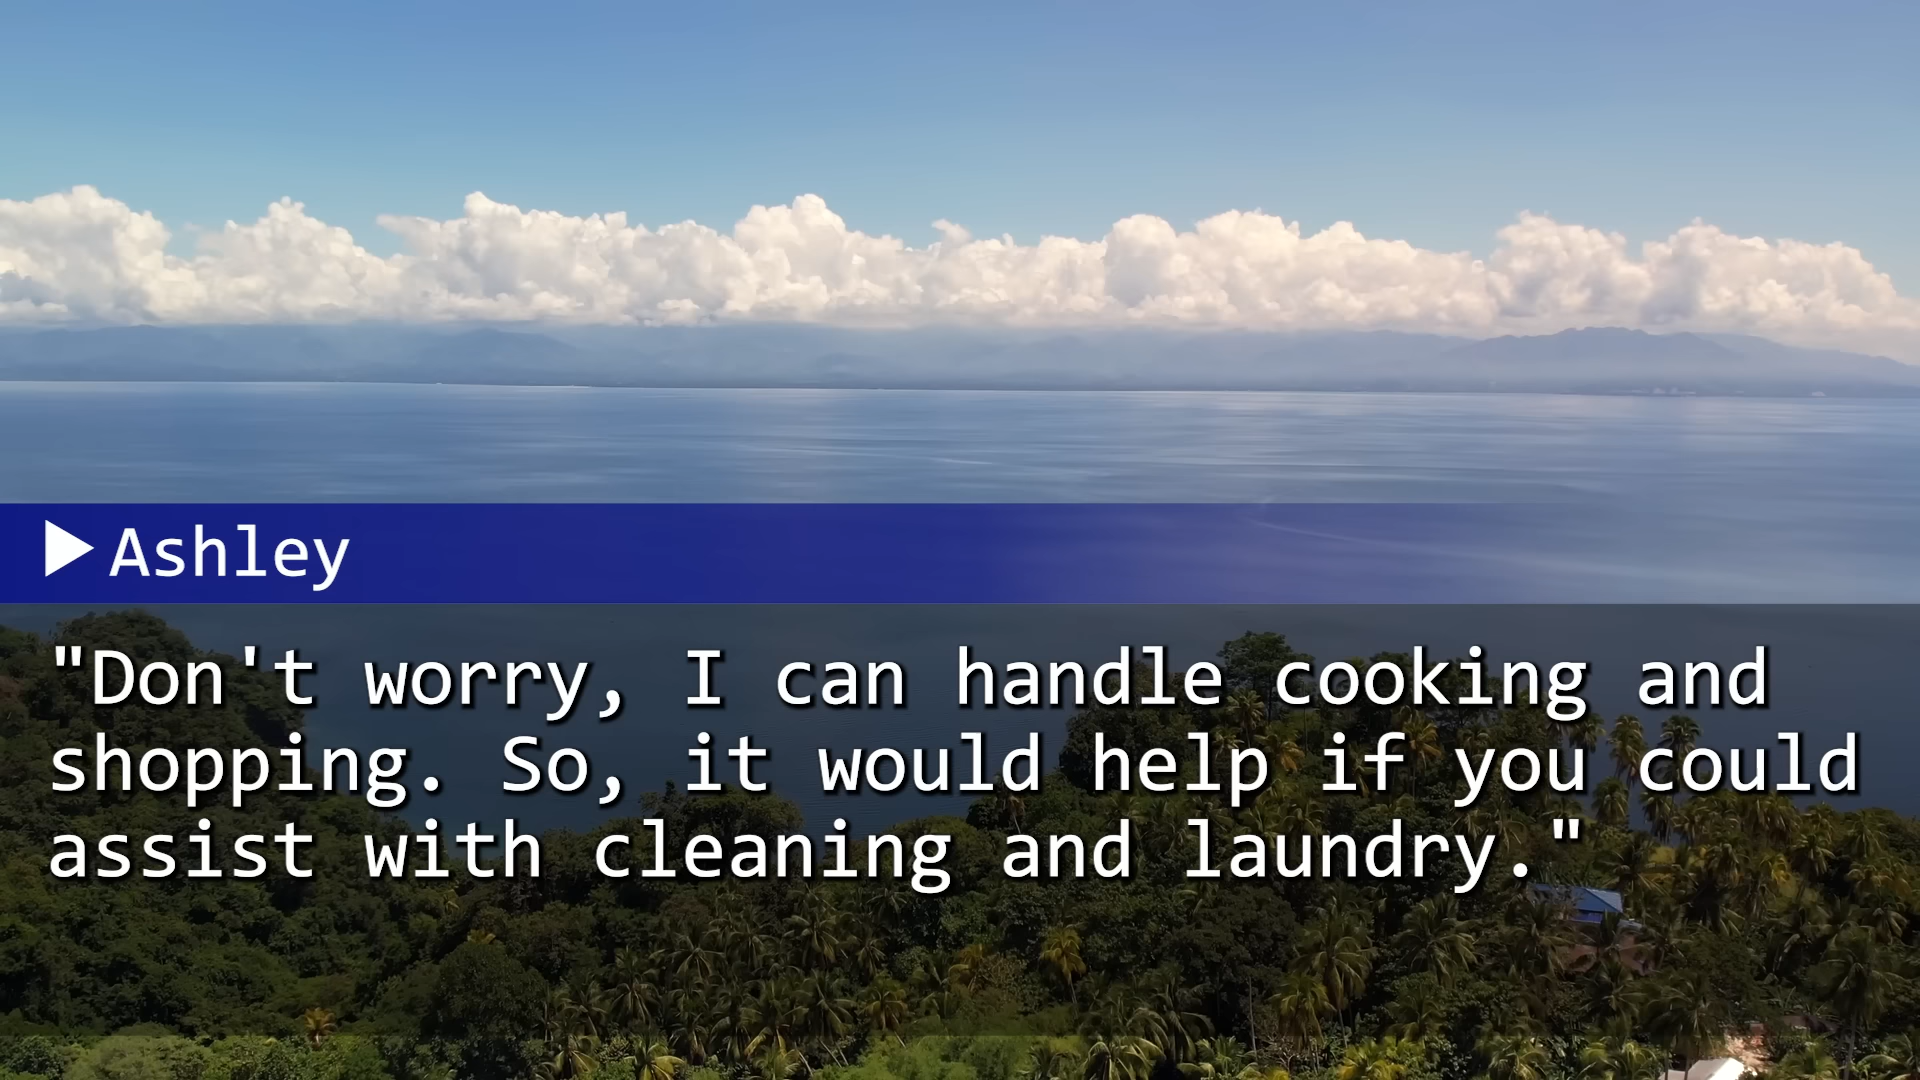 Ashley
"Don't worry, I can handle cooking and
shopping. So, it would help if you could
assist with cleaning and laundry."